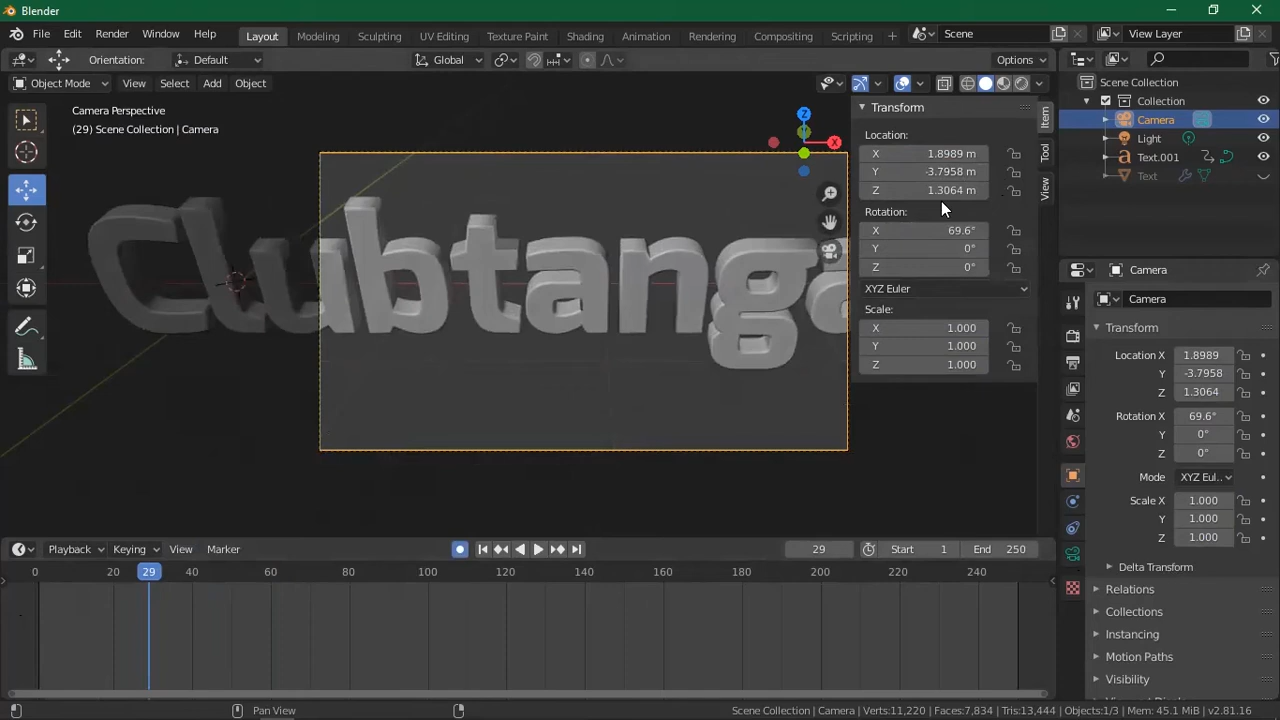 Blender
File Edit Render Window Help Layout Modeling Sculpting UV Editing Texture Paint Shading Animation Rendering Compositing Scripting + Scene View Layer
Orientation: Default Global Options
Object Mode View Select Add Object
Camera Perspective
(29) Scene Collection | Camera
Z
X
Clubtanga
Transform
Location:
X 1.8989 m
Y -3.7958 m
Z 1.3064 m
Rotation:
X 69.6°
Y 0°
Z 0°
XYZ Euler
Scale:
X 1.000
Y 1.000
Z 1.000
Item
Tool
View
Scene Collection
Collection
Camera
Light
Text.001
Text
Camera
Camera
Transform
Location X 1.8989
Y -3.7958
Z 1.3064
Rotation X 69.6°
Y 0°
Z 0°
Mode XYZ Eul..
Scale X 1.000
Y 1.000
Z 1.000
Delta Transform
Relations
Collections
Instancing
Motion Paths
Visibility
Playback Keying View Marker 29 Start 1 End 250
0 20 29 40 60 80 100 120 140 160 180 200 220 240
Pan View
Scene Collection | Camera | Verts:11,220 | Faces:7,834 | Tris:13,444 | Objects:1/3 | Mem: 45.1 MiB | v2.81.16